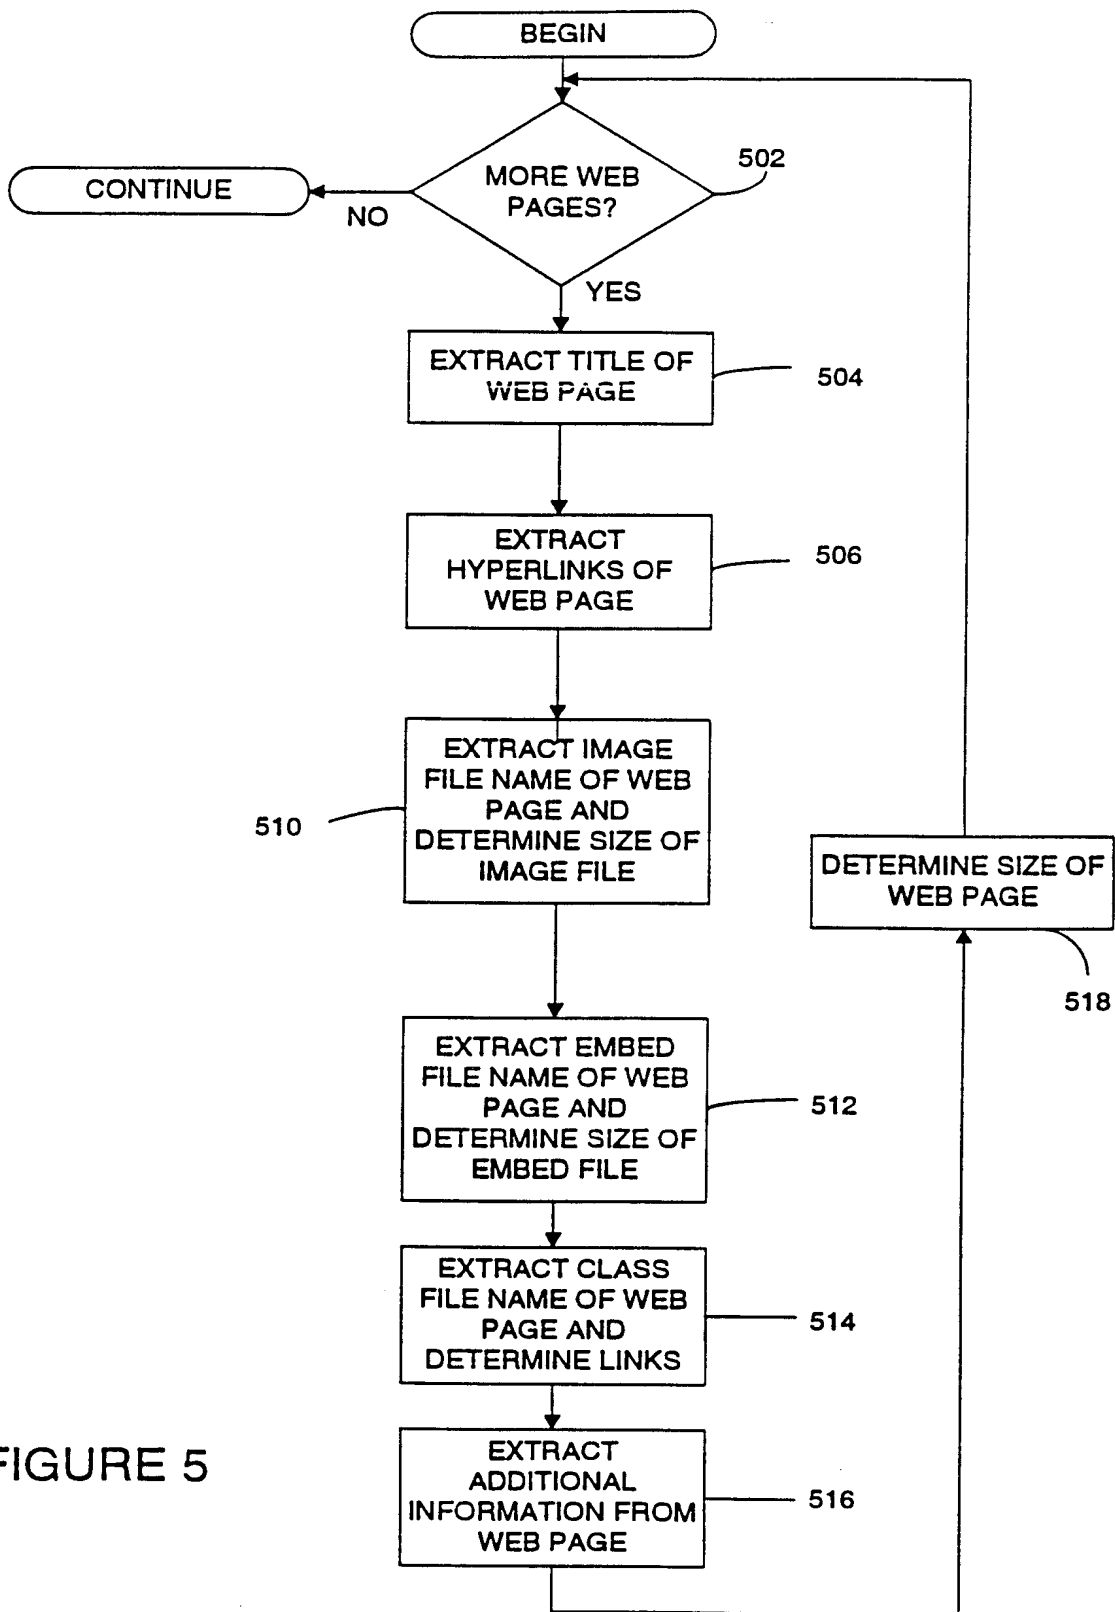 BEGIN
MORE WEB
PAGES?
502
CONTINUE
NO
YES
EXTRACT TITLE OF
WEB PAGE
504
EXTRACT
HYPERLINKS OF
WEB PAGE
506
EXTRACT IMAGE
FILE NAME OF WEB
PAGE AND
DETERMINE SIZE OF
IMAGE FILE
510
DETERMINE SIZE OF
WEB PAGE
518
EXTRACT EMBED
FILE NAME OF WEB
PAGE AND
DETERMINE SIZE OF
EMBED FILE
512
EXTRACT CLASS
FILE NAME OF WEB
PAGE AND
DETERMINE LINKS
514
EXTRACT
ADDITIONAL
INFORMATION FROM
WEB PAGE
516
FIGURE 5